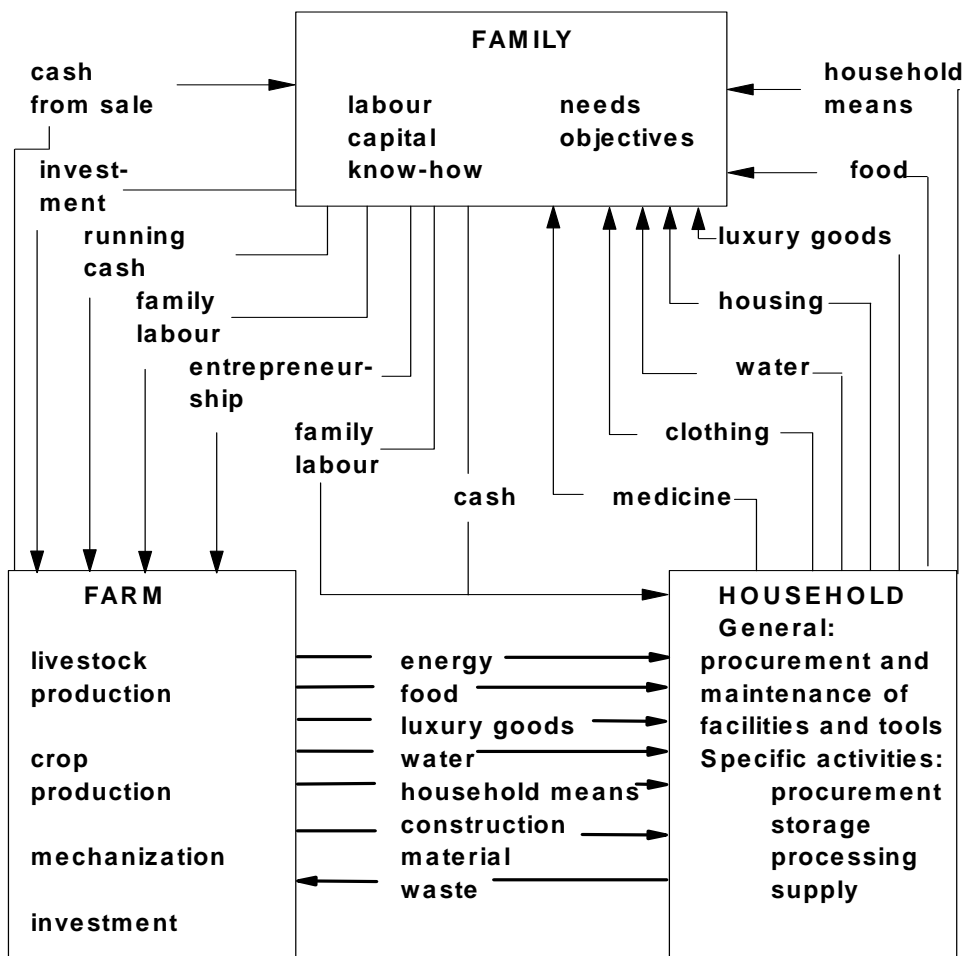 FAMILY
labour
capital
know-how
needs
objectives
cash
from sale
invest-
ment
running
cash
family
labour
entrepreneur-
ship
family
labour
cash
household
means
food
luxury goods
housing
water
clothing
medicine
FARM
livestock
production
crop
production
mechanization
investment
energy
food
luxury goods
water
household means
construction
material
waste
HOUSEHOLD
General:
procurement and
maintenance of
facilities and tools
Specific activities:
procurement
storage
processing
supply